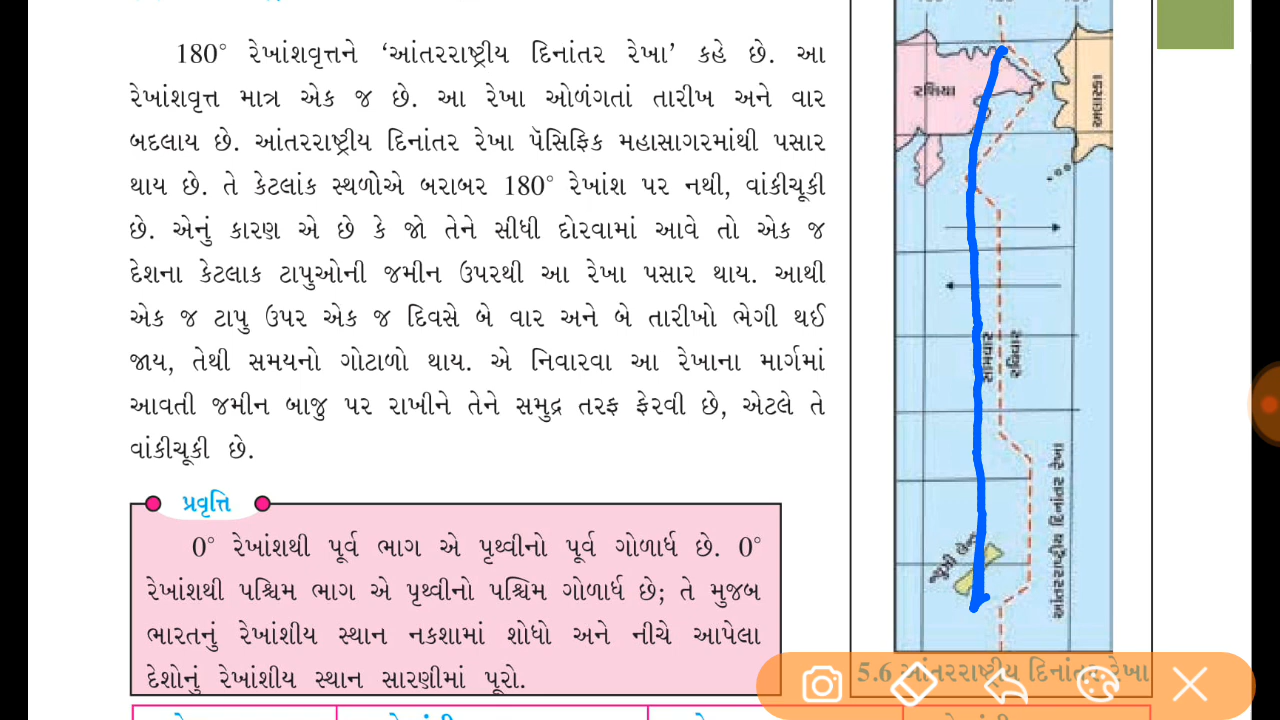 180° રેખાંશવૃત્તને ‘આંતરરાષ્ટ્રીય દિનાંતર રેખા’ કહે છે. આ
રેખાંશવૃત્ત માત્ર એક જ છે. આ રેખા ઓળંગતાં તારીખ અને વાર
બદલાય છે. આંતરરાષ્ટ્રીય દિનાંતર રેખા પૅસિફિક મહાસાગરમાંથી પસાર
થાય છે. તે કેટલાંક સ્થળોએ બરાબર 180° રેખાંશ પર નથી, વાંકીચૂકી
છે. એનું કારણ એ છે કે જો તેને સીધી દોરવામાં આવે તો એક જ
દેશના કેટલાક ટાપુઓની જમીન ઉપરથી આ રેખા પસાર થાય. આથી
એક જ ટાપુ ઉપર એક જ દિવસે બે વાર અને બે તારીખો ભેગી થઈ
જાય, તેથી સમયનો ગોટાળો થાય. એ નિવારવા આ રેખાના માર્ગમાં
આવતી જમીન બાજુ પર રાખીને તેને સમુદ્ર તરફ ફેરવી છે, એટલે તે
વાંકીચૂકી છે.
પ્રવૃત્તિ
0° રેખાંશથી પૂર્વ ભાગ એ પૃથ્વીનો પૂર્વ ગોળાર્ધ છે. 0°
રેખાંશથી પશ્ચિમ ભાગ એ પૃથ્વીનો પશ્ચિમ ગોળાર્ધ છે; તે મુજબ
ભારતનું રેખાંશીય સ્થાન નકશામાં શોધો અને નીચે આપેલા
દેશોનું રેખાંશીય સ્થાન સારણીમાં પૂરો.
રશિયા
અલાસ્કા
સોમવાર
રવિવાર
આંતરરાષ્ટ્રીય દિનાંતર રેખા
5.6 આંતરરાષ્ટ્રીય દિનાંતર રેખા